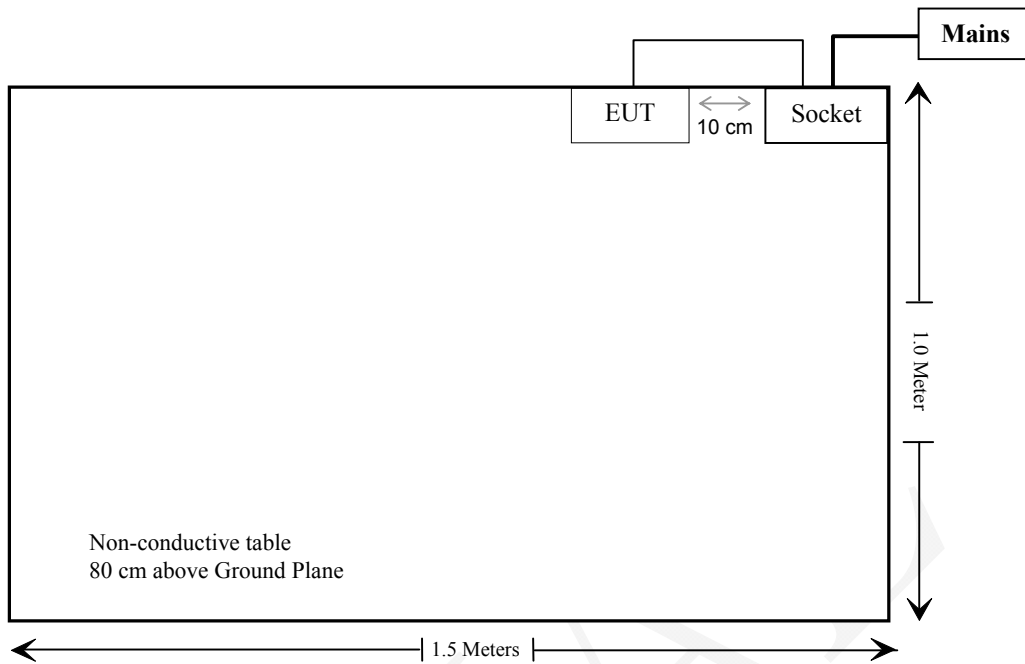 Mains
EUT
10 cm
Socket
1.0 Meter
Non-conductive table
80 cm above Ground Plane
1.5 Meters